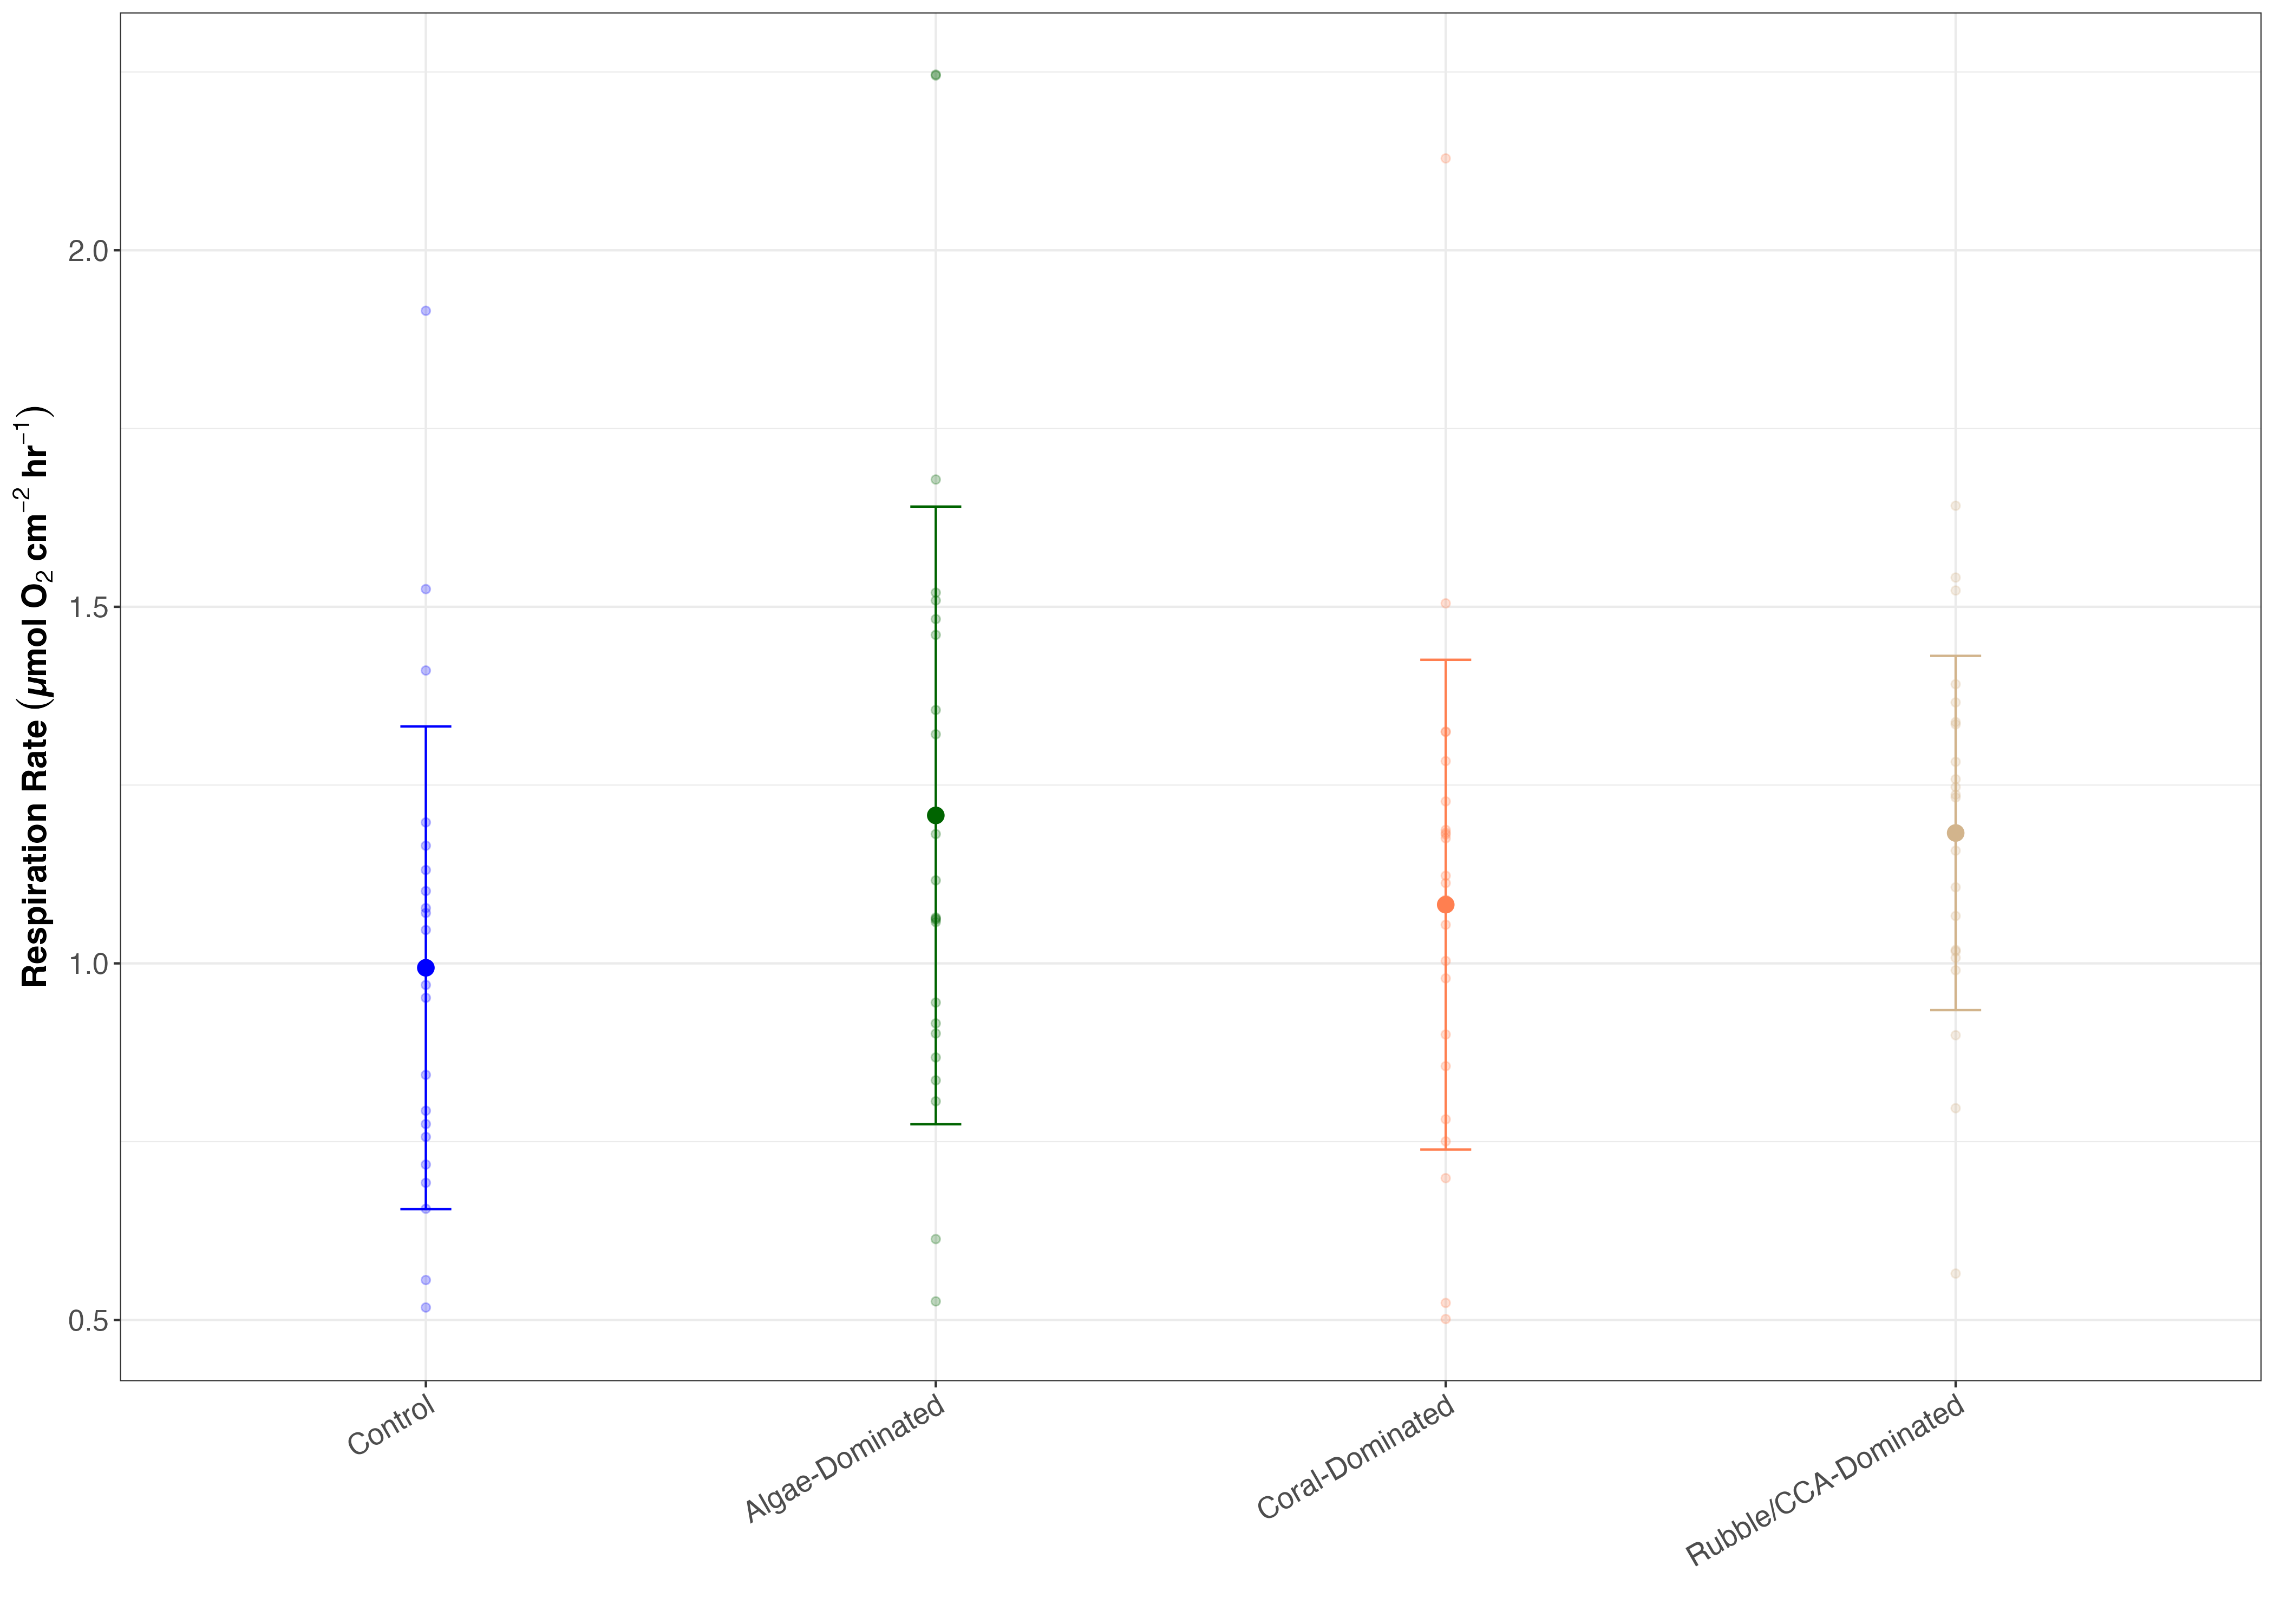 Respiration Rate (μmol O₂ cm⁻² hr⁻¹)
2.0
1.5
1.0
0.5
Control
Algae-Dominated
Coral-Dominated
Rubble/CCA-Dominated